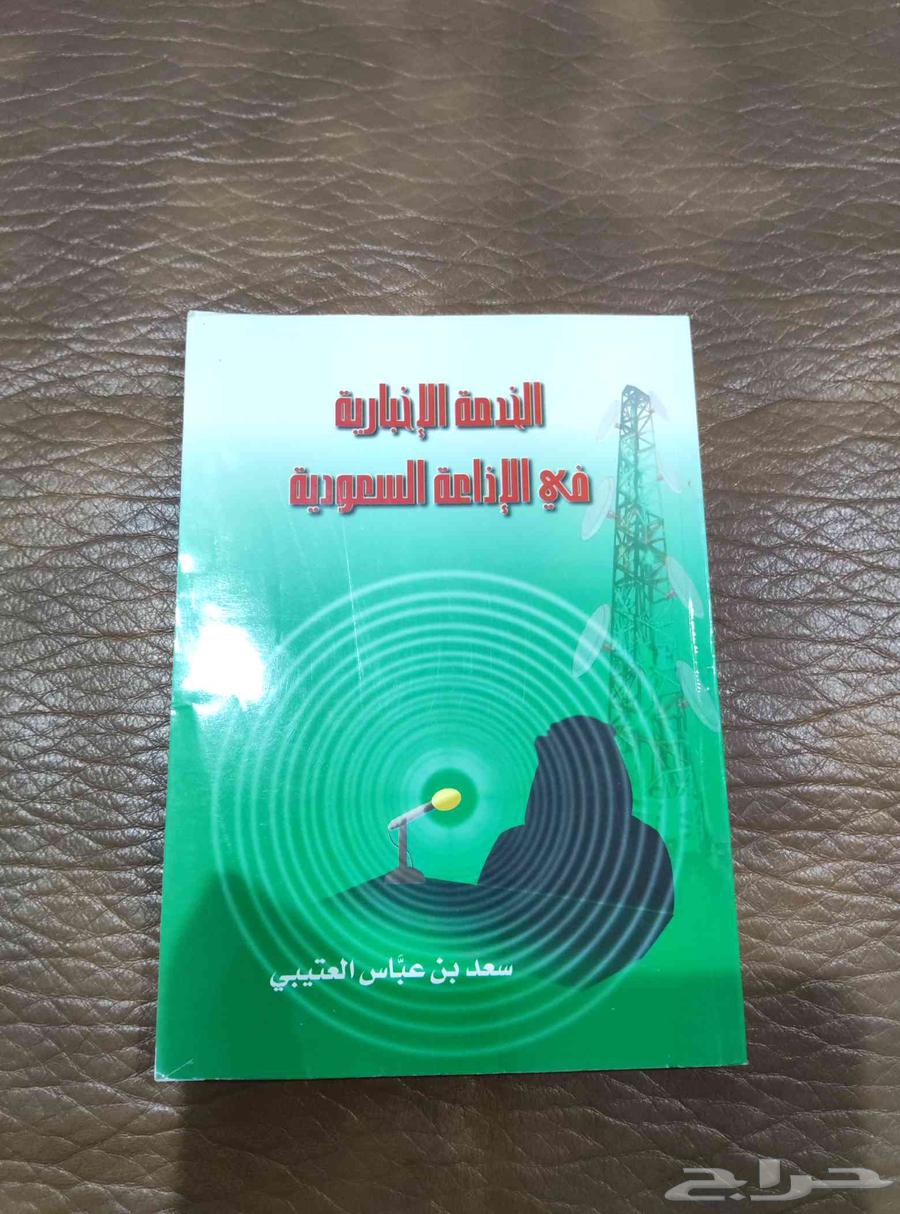 الخدمة الإخبارية
في الإذاعة السعودية
سعد بن عبَّاس العتيبي
حراج